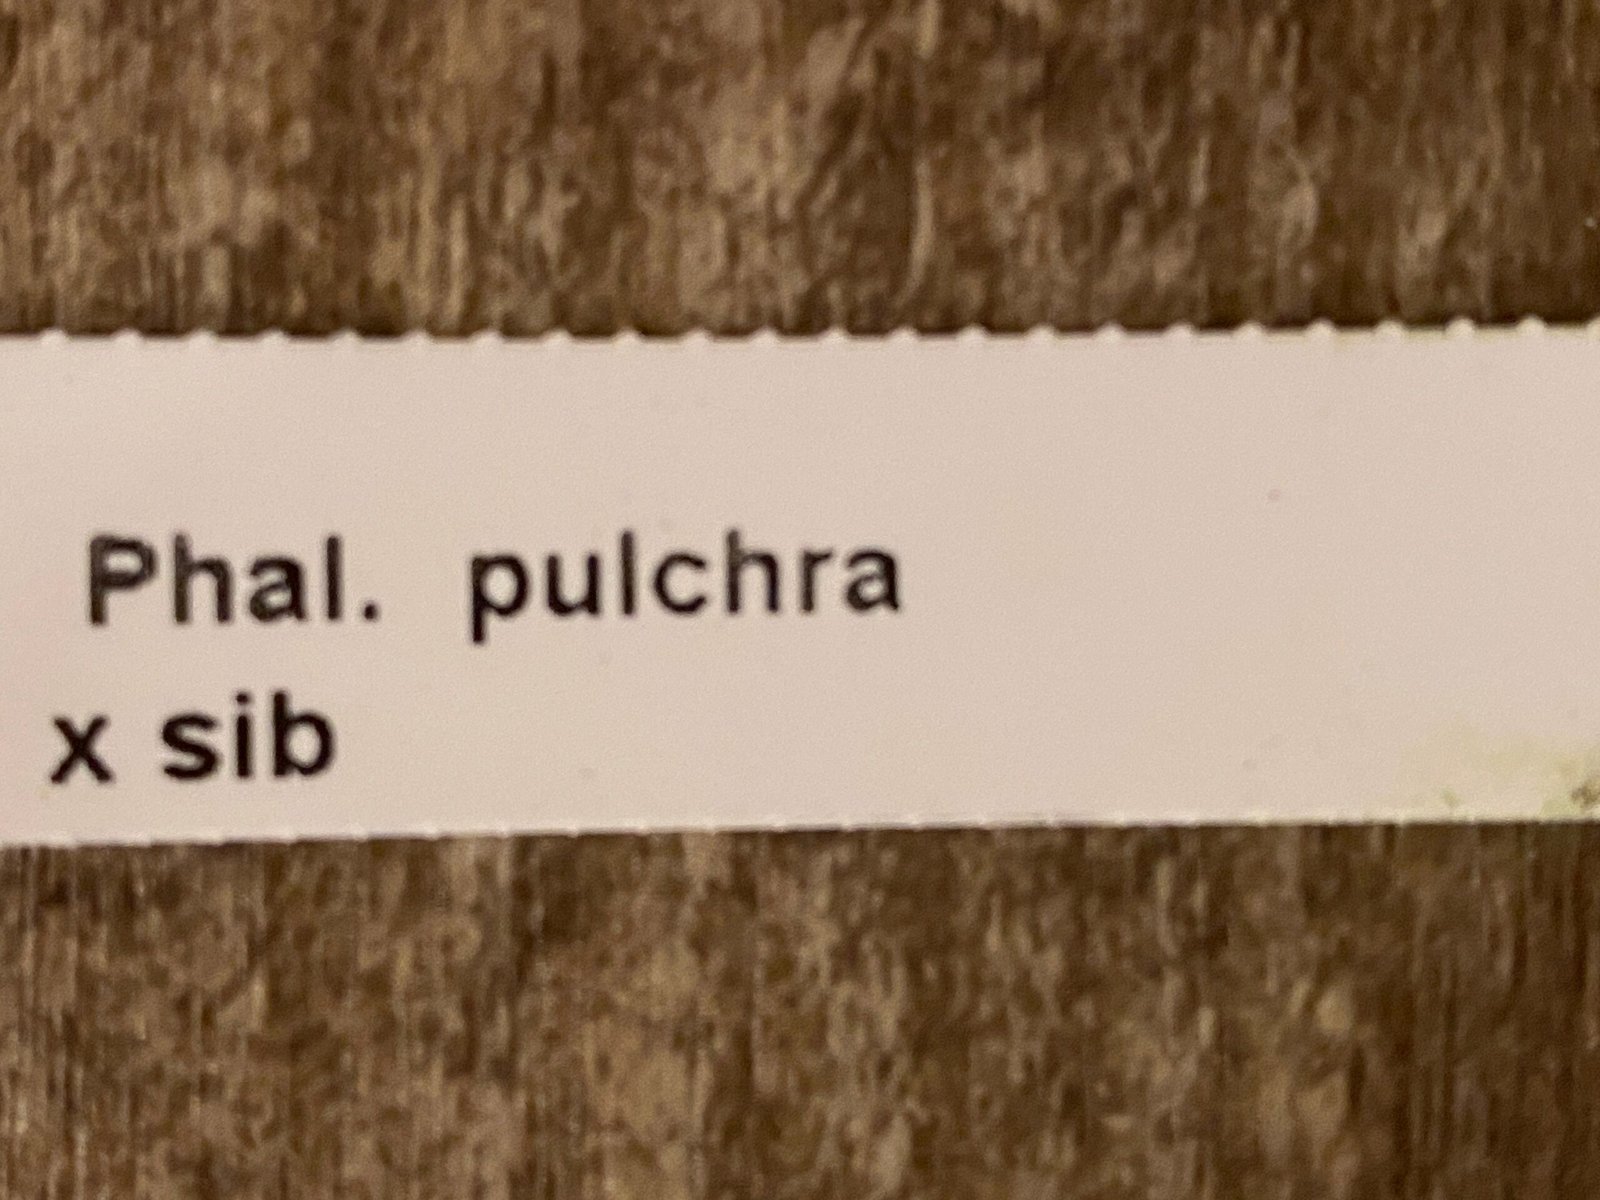 Phal. pulchra
x sib